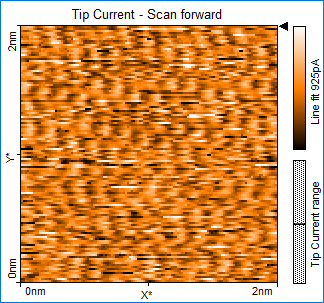 Tip Current - Scan forward
2nm
Y*
0nm
0nm
X*
2nm
Line fit 925pA
Tip Current range